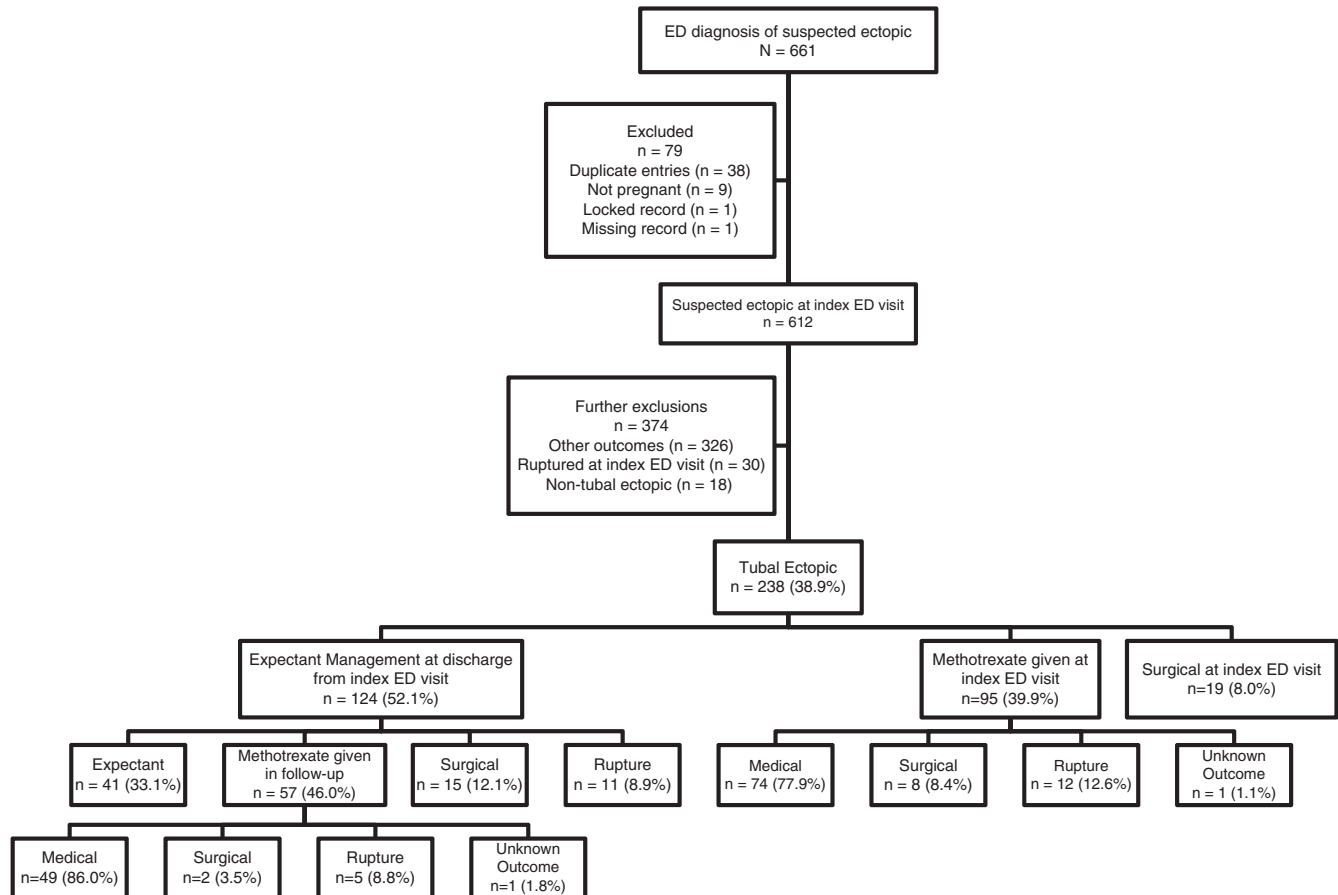 ED diagnosis of suspected ectopic
N = 661
Excluded
n = 79
Duplicate entries (n = 38)
Not pregnant (n = 9)
Locked record (n = 1)
Missing record (n = 1)
Suspected ectopic at index ED visit
n = 612
Further exclusions
n = 374
Other outcomes (n = 326)
Ruptured at index ED visit (n = 30)
Non-tubal ectopic (n = 18)
Tubal Ectopic
n = 238 (38.9%)
Expectant Management at discharge
from index ED visit
n = 124 (52.1%)
Methotrexate given at
index ED visit
n=95 (39.9%)
Surgical at index ED visit
n=19 (8.0%)
Expectant
n = 41 (33.1%)
Methotrexate given
in follow-up
n = 57 (46.0%)
Surgical
n = 15 (12.1%)
Rupture
n = 11 (8.9%)
Medical
n = 74 (77.9%)
Surgical
n = 8 (8.4%)
Rupture
n = 12 (12.6%)
Unknown
Outcome
n = 1 (1.1%)
Medical
n=49 (86.0%)
Surgical
n=2 (3.5%)
Rupture
n=5 (8.8%)
Unknown
Outcome
n=1 (1.8%)